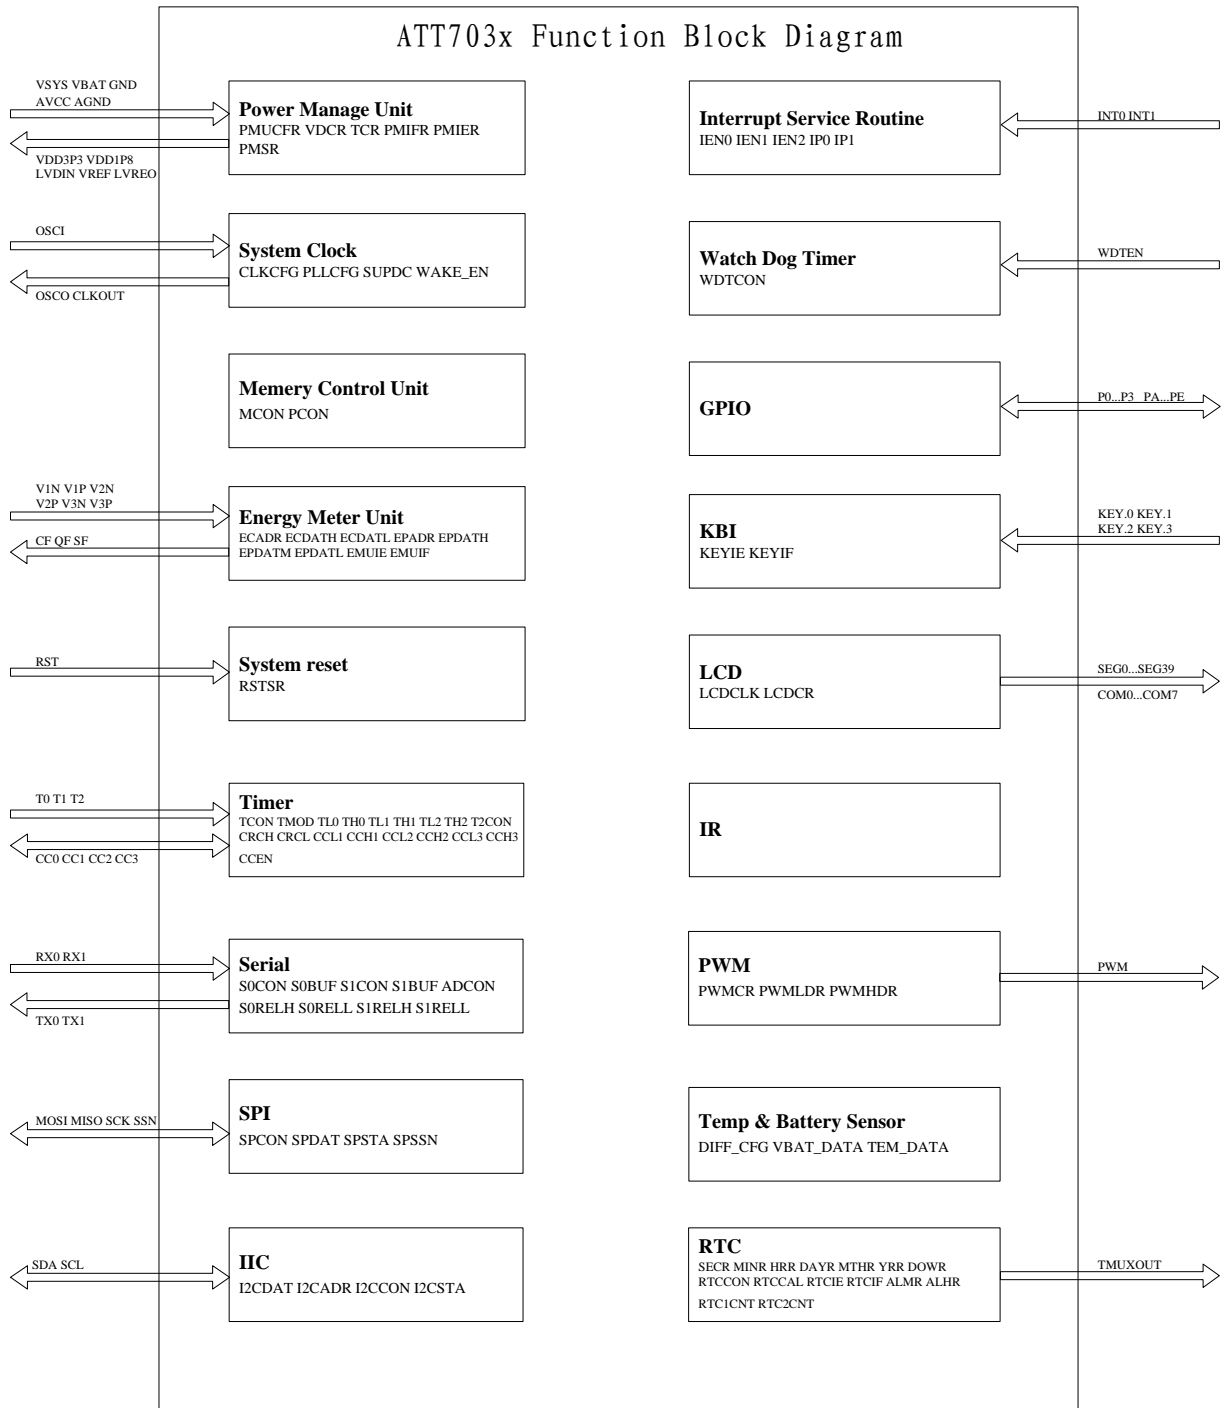 ATT703x Function Block Diagram
VSYS VBAT GND
AVCC AGND
VDD3P3 VDD1P8
LVDIN VREF LVREO
Power Manage Unit
PMUCFR VDCR TCR PMIFR PMIER
PMSR
Interrupt Service Routine
IEN0 IEN1 IEN2 IP0 IP1
INT0 INT1
OSCI
OSCO CLKOUT
System Clock
CLKCFG PLLCFG SUPDC WAKE_EN
Watch Dog Timer
WDTCON
WDTEN
Memery Control Unit
MCON PCON
GPIO
P0...P3 PA...PE
V1N V1P V2N
V2P V3N V3P
CF QF SF
Energy Meter Unit
ECADR ECDATH ECDATL EPADR EPDATH
EPDATM EPDATL EMUIE EMUIF
KBI
KEYIE KEYIF
KEY.0 KEY.1
KEY.2 KEY.3
RST
System reset
RSTSR
LCD
LCDCLK LCDCR
SEG0...SEG39
COM0...COM7
T0 T1 T2
CC0 CC1 CC2 CC3
Timer
TCON TMOD TL0 TH0 TL1 TH1 TL2 TH2 T2CON
CRCH CRCL CCL1 CCH1 CCL2 CCH2 CCL3 CCH3
CCEN
IR
RX0 RX1
TX0 TX1
Serial
S0CON S0BUF S1CON S1BUF ADCON
S0RELH S0RELL S1RELH S1RELL
PWM
PWMCR PWMLDR PWMHDR
PWM
MOSI MISO SCK SSN
SPI
SPCON SPDAT SPSTA SPSSN
Temp & Battery Sensor
DIFF_CFG VBAT_DATA TEM_DATA
SDA SCL
IIC
I2CDAT I2CADR I2CCON I2CSTA
RTC
SECR MINR HRR DAYR MTHR YRR DOWR
RTCCON RTCCAL RTCIE RTCIF ALMR ALHR
RTC1CNT RTC2CNT
TMUXOUT